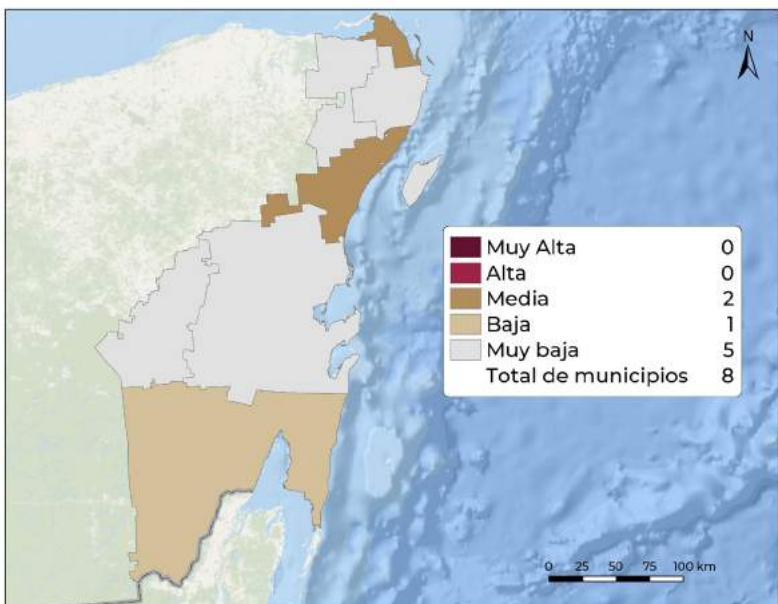 N
Muy Alta 0
Alta 0
Media 2
Baja 1
Muy baja 5
Total de municipios 8
0 25 50 75 100 km